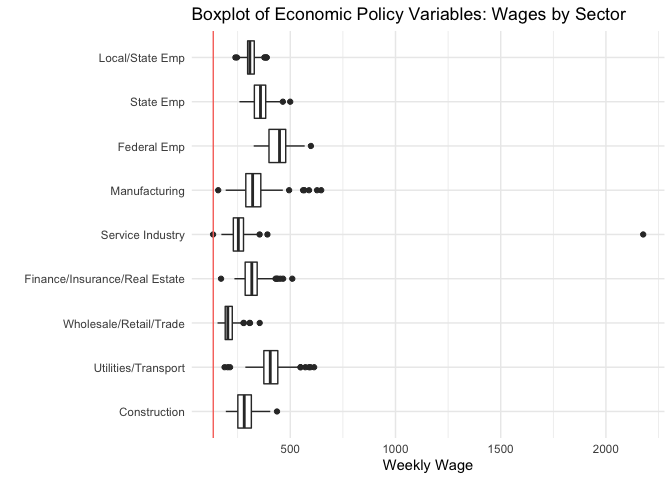 Boxplot of Economic Policy Variables: Wages by Sector
Local/State Emp
State Emp
Federal Emp
Manufacturing
Service Industry
Finance/Insurance/Real Estate
Wholesale/Retail/Trade
Utilities/Transport
Construction
500 1000 1500 2000
Weekly Wage